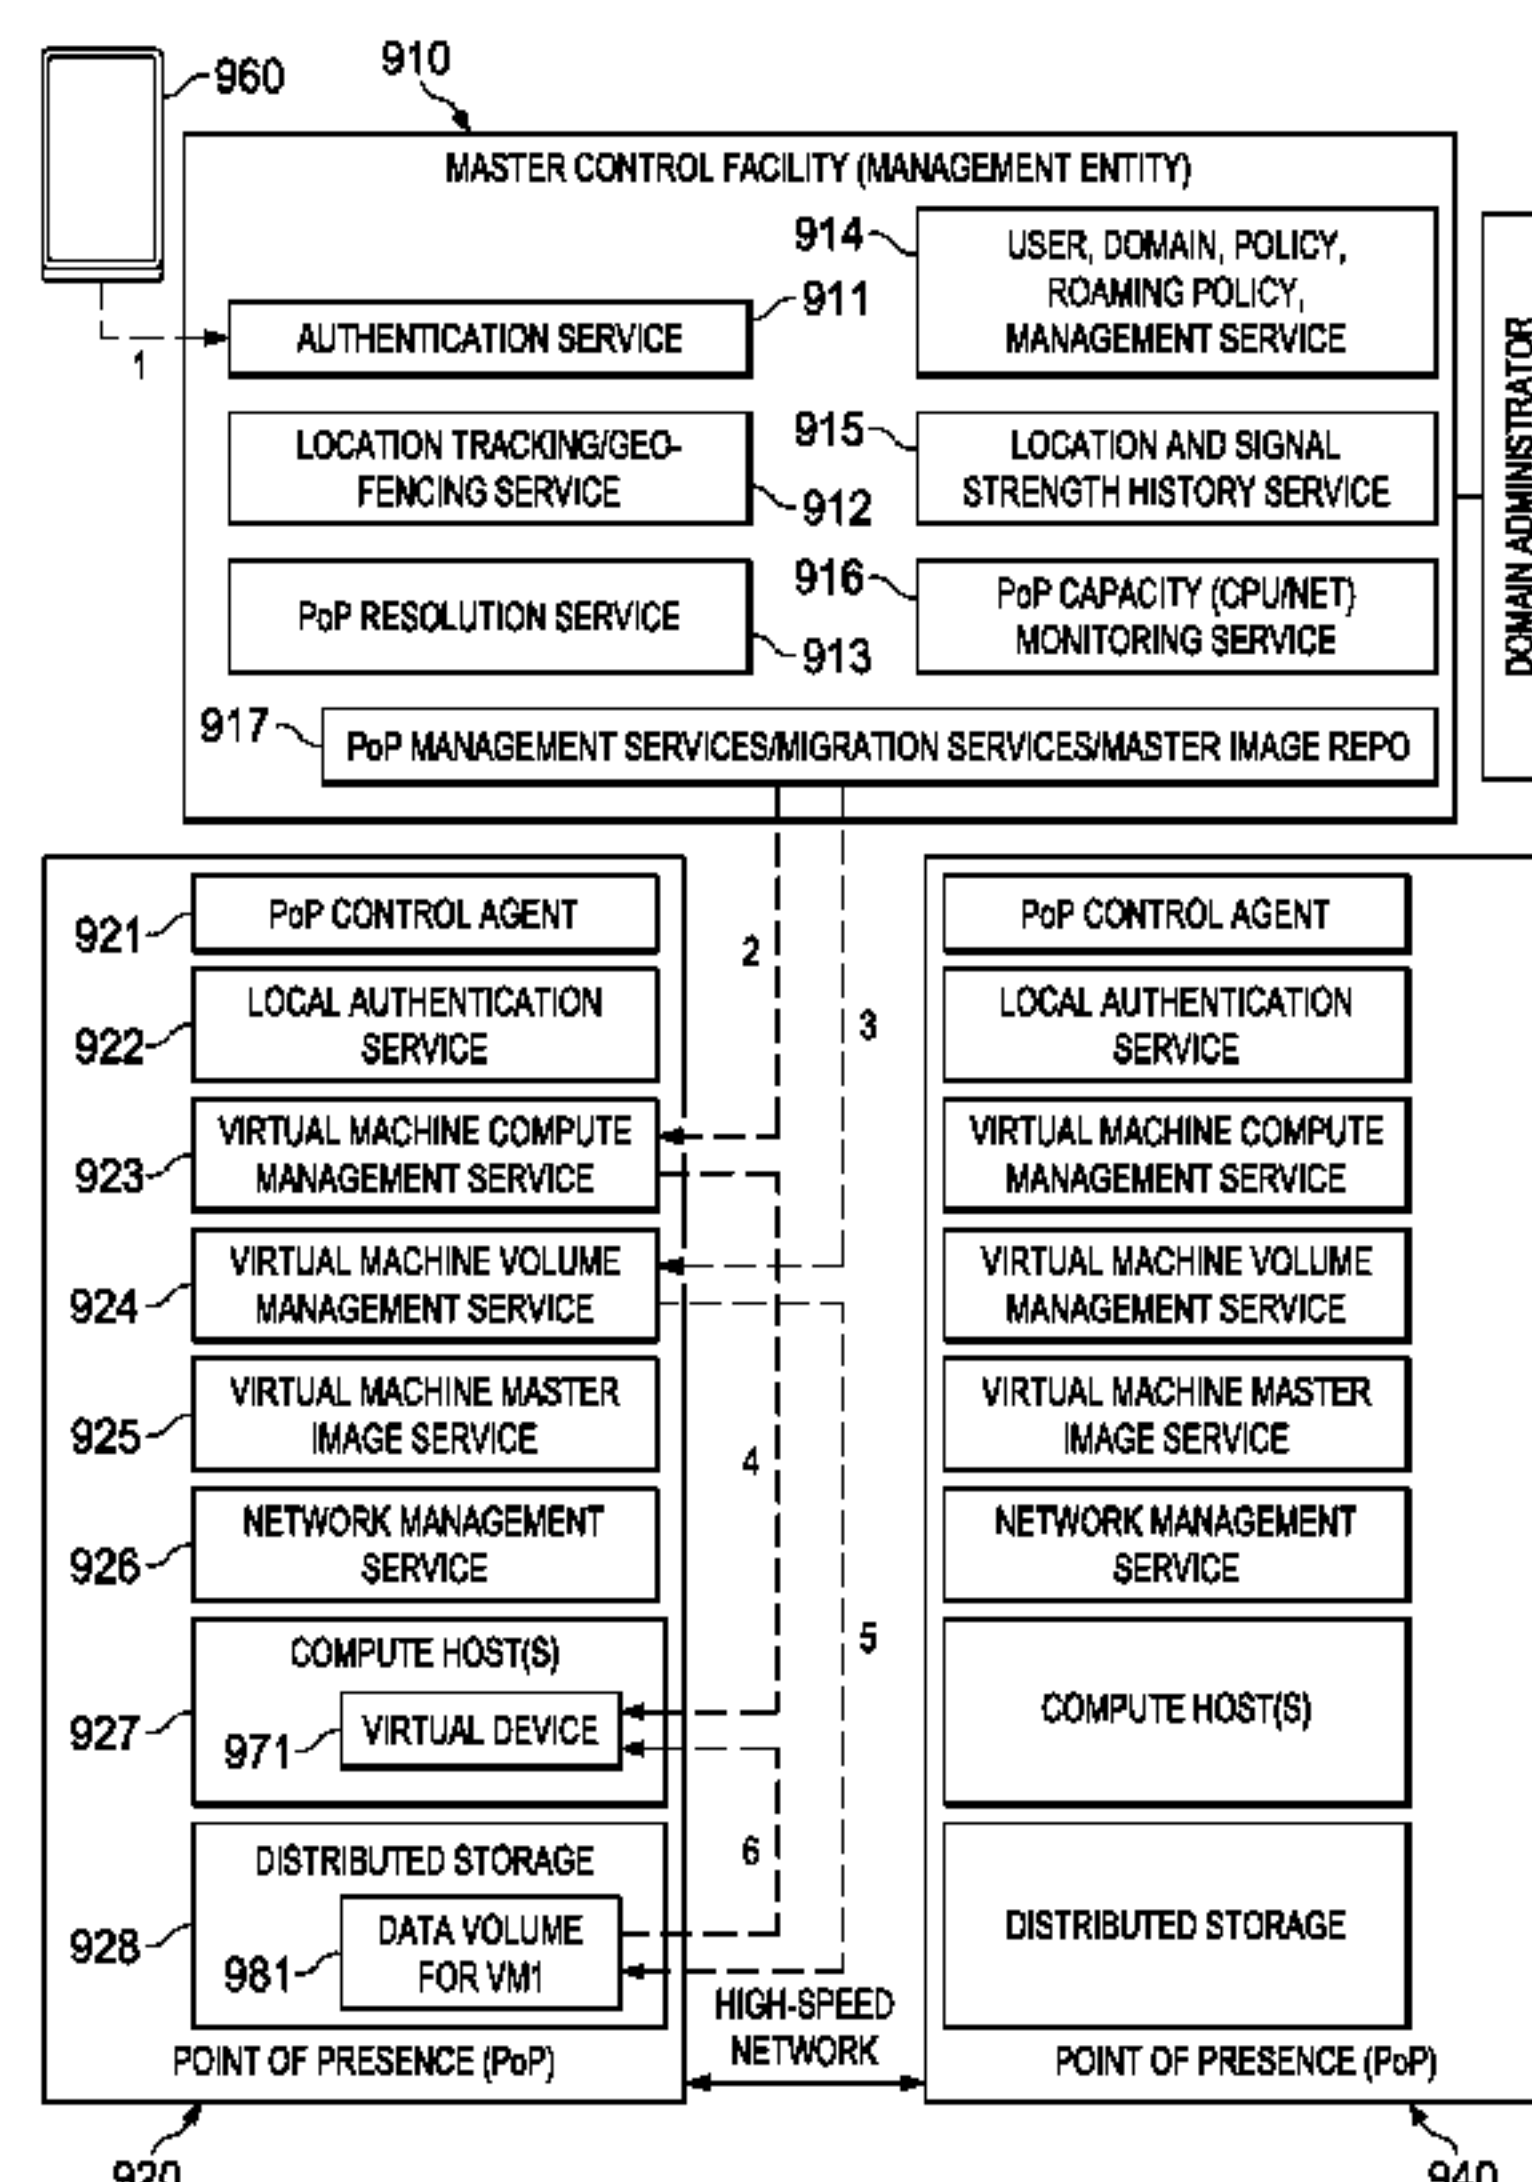 960
910
MASTER CONTROL FACILITY (MANAGEMENT ENTITY)
914
USER, DOMAIN, POLICY,
ROAMING POLICY,
MANAGEMENT SERVICE
911
AUTHENTICATION SERVICE
1
LOCATION TRACKING/GEO-
FENCING SERVICE
912
915
LOCATION AND SIGNAL
STRENGTH HISTORY SERVICE
PoP RESOLUTION SERVICE
913
916
PoP CAPACITY (CPU/NET)
MONITORING SERVICE
917
PoP MANAGEMENT SERVICES/MIGRATION SERVICES/MASTER IMAGE REPO
DOMAIN ADMINISTRATOR
921
PoP CONTROL AGENT
922
LOCAL AUTHENTICATION
SERVICE
923
VIRTUAL MACHINE COMPUTE
MANAGEMENT SERVICE
924
VIRTUAL MACHINE VOLUME
MANAGEMENT SERVICE
925
VIRTUAL MACHINE MASTER
IMAGE SERVICE
926
NETWORK MANAGEMENT
SERVICE
927
COMPUTE HOST(S)
971
VIRTUAL DEVICE
928
DISTRIBUTED STORAGE
981
DATA VOLUME
FOR VM1
POINT OF PRESENCE (PoP)
920
2
3
4
5
6
HIGH-SPEED
NETWORK
PoP CONTROL AGENT
LOCAL AUTHENTICATION
SERVICE
VIRTUAL MACHINE COMPUTE
MANAGEMENT SERVICE
VIRTUAL MACHINE VOLUME
MANAGEMENT SERVICE
VIRTUAL MACHINE MASTER
IMAGE SERVICE
NETWORK MANAGEMENT
SERVICE
COMPUTE HOST(S)
DISTRIBUTED STORAGE
POINT OF PRESENCE (PoP)
940